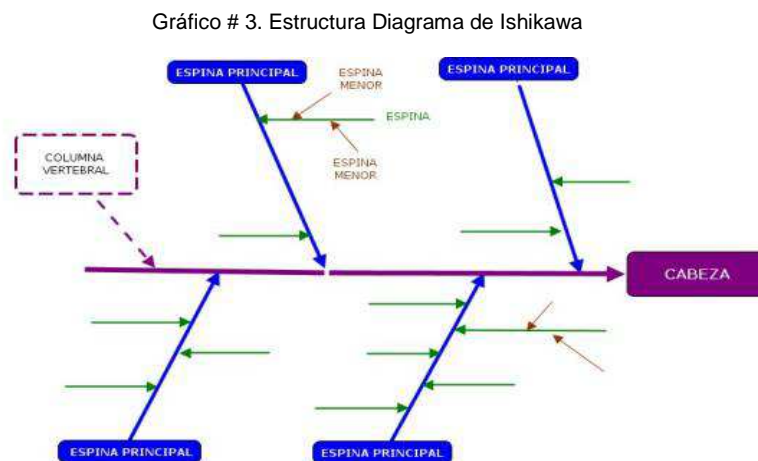 Gráfico # 3. Estructura Diagrama de Ishikawa
ESPINA PRINCIPAL
ESPINA
MENOR
ESPINA PRINCIPAL
ESPINA
ESPINA
MENOR
COLUMNA
VERTEBRAL
CABEZA
ESPINA PRINCIPAL
ESPINA PRINCIPAL